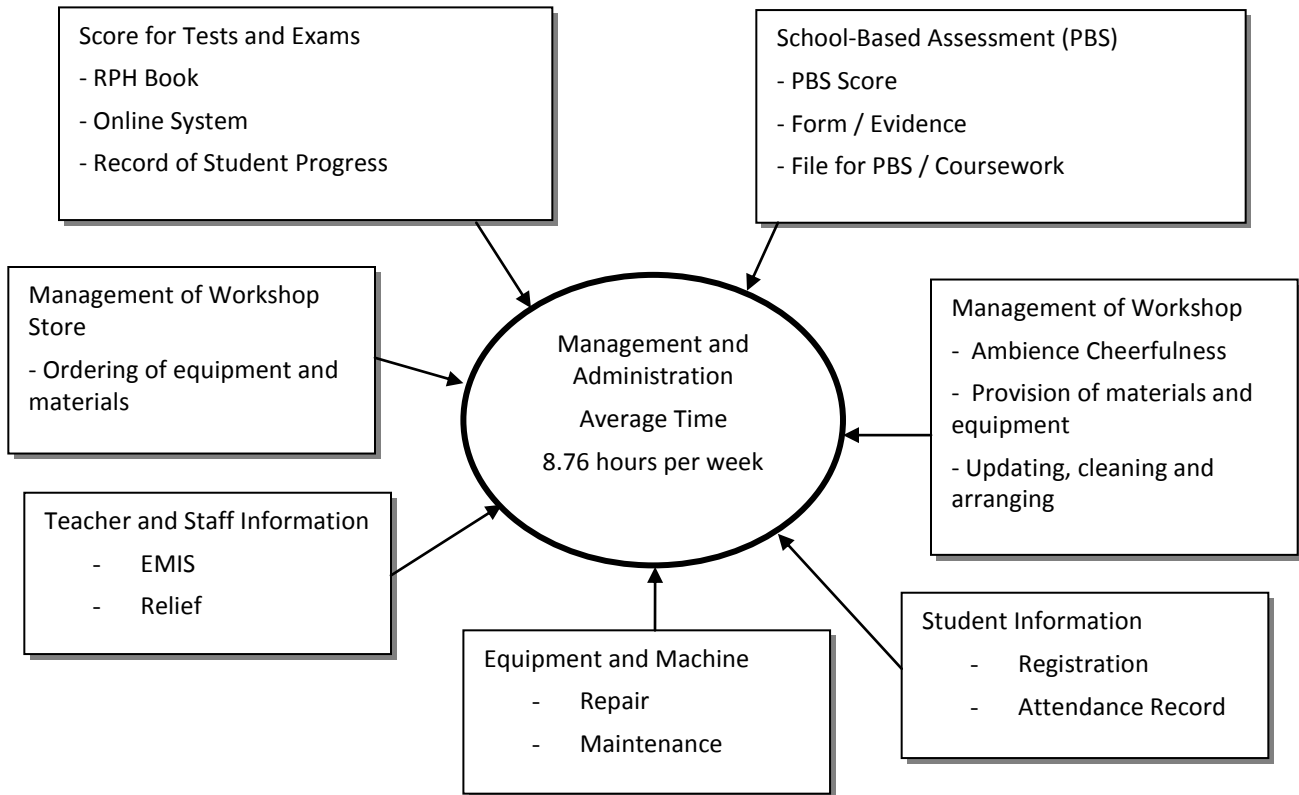 Score for Tests and Exams
- RPH Book
- Online System
- Record of Student Progress
School-Based Assessment (PBS)
- PBS Score
- Form / Evidence
- File for PBS / Coursework
Management of Workshop
Store
- Ordering of equipment and
materials
Management and
Administration
Average Time
8.76 hours per week
Management of Workshop
- Ambience Cheerfulness
- Provision of materials and
equipment
- Updating, cleaning and
arranging
Teacher and Staff Information
- EMIS
- Relief
Equipment and Machine
- Repair
- Maintenance
Student Information
- Registration
- Attendance Record